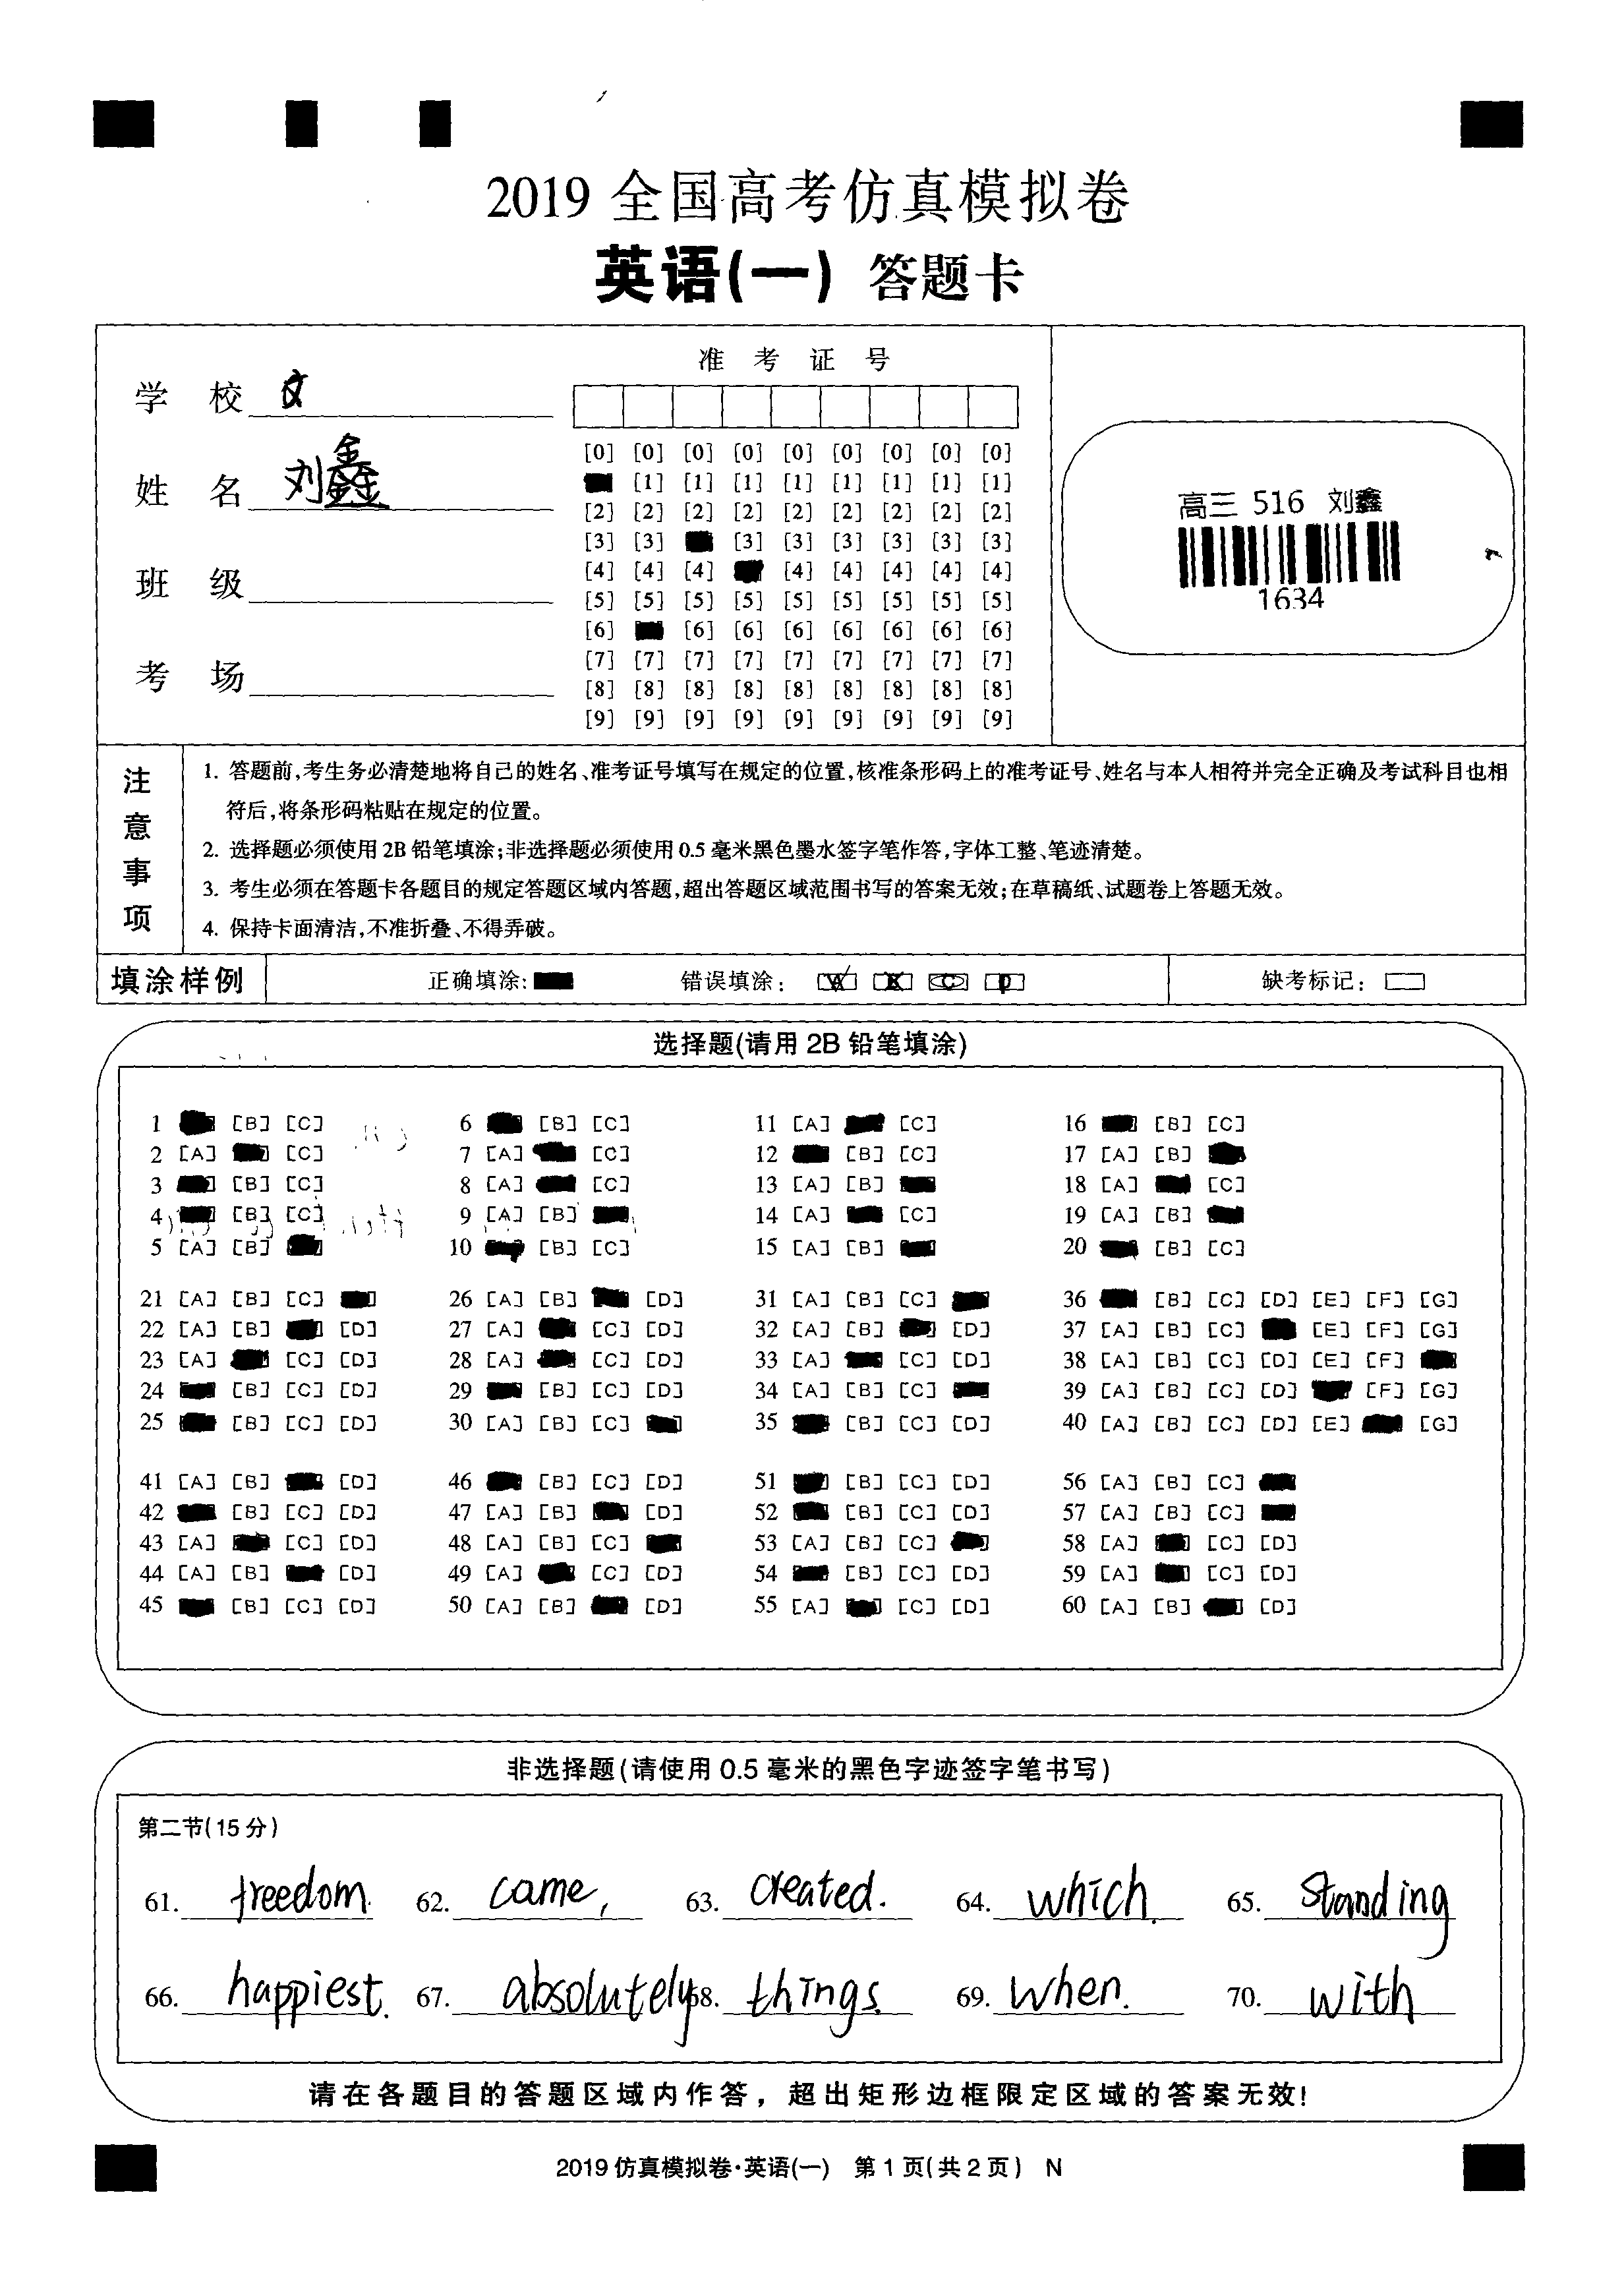 2019 全国高考仿真模拟卷
英语(一) 答题卡
准 考 证 号
学 校 文
姓 名 刘鑫
班 级
考 场
[0] [0] [0] [0] [0] [0] [0] [0] [0]
[1] [1] [1] [1] [1] [1] [1] [1]
[2] [2] [2] [2] [2] [2] [2] [2] [2]
[3] [3] [3] [3] [3] [3] [3] [3]
[4] [4] [4] [4] [4] [4] [4] [4]
[5] [5] [5] [5] [5] [5] [5] [5] [5]
[6] [6] [6] [6] [6] [6] [6] [6]
[7] [7] [7] [7] [7] [7] [7] [7] [7]
[8] [8] [8] [8] [8] [8] [8] [8] [8]
[9] [9] [9] [9] [9] [9] [9] [9] [9]
高三 516 刘鑫
1634
注意事项
1. 答题前,考生务必清楚地将自己的姓名、准考证号填写在规定的位置,核准条形码上的准考证号、姓名与本人相符并完全正确及考试科目也相
符后,将条形码粘贴在规定的位置。
2. 选择题必须使用2B铅笔填涂;非选择题必须使用0.5毫米黑色墨水签字笔作答,字体工整、笔迹清楚。
3. 考生必须在答题卡各题目的规定答题区域内答题,超出答题区域范围书写的答案无效;在草稿纸、试题卷上答题无效。
4. 保持卡面清洁,不准折叠、不得弄破。
填涂样例 正确填涂: 错误填涂: 缺考标记:
选择题(请用2B铅笔填涂)
1 [B] [C] 6 [B] [C] 11 [A] [C] 16 [B] [C]
2 [A] [C] 7 [A] [C] 12 [B] [C] 17 [A] [B]
3 [B] [C] 8 [A] [C] 13 [A] [B] 18 [A] [C]
4 [B] [C] 9 [A] [B] 14 [A] [C] 19 [A] [B]
5 [A] [B] 10 [B] [C] 15 [A] [B] 20 [B] [C]
21 [A] [B] [C] 26 [A] [B] [D] 31 [A] [B] [C] 36 [B] [C] [D] [E] [F] [G]
22 [A] [B] [D] 27 [A] [C] [D] 32 [A] [B] [D] 37 [A] [B] [C] [E] [F] [G]
23 [A] [C] [D] 28 [A] [C] [D] 33 [A] [C] [D] 38 [A] [B] [C] [D] [E] [F]
24 [B] [C] [D] 29 [B] [C] [D] 34 [A] [B] [C] 39 [A] [B] [C] [D] [F] [G]
25 [B] [C] [D] 30 [A] [B] [C] 35 [B] [C] [D] 40 [A] [B] [C] [D] [E] [G]
41 [A] [B] [D] 46 [B] [C] [D] 51 [B] [C] [D] 56 [A] [B] [C]
42 [B] [C] [D] 47 [A] [B] [D] 52 [B] [C] [D] 57 [A] [B] [C]
43 [A] [C] [D] 48 [A] [B] [C] 53 [A] [B] [C] 58 [A] [C] [D]
44 [A] [B] [D] 49 [A] [C] [D] 54 [B] [C] [D] 59 [A] [C] [D]
45 [B] [C] [D] 50 [A] [B] [D] 55 [A] [C] [D] 60 [A] [B] [D]
非选择题(请使用0.5毫米的黑色字迹签字笔书写)
第二节(15分)
61. freedom. 62. came, 63. created. 64. which. 65. standing
66. happiest. 67. absolutely 68. things. 69. when. 70. with
请在各题目的答题区域内作答，超出矩形边框限定区域的答案无效!
2019仿真模拟卷·英语(一) 第1页(共2页) N